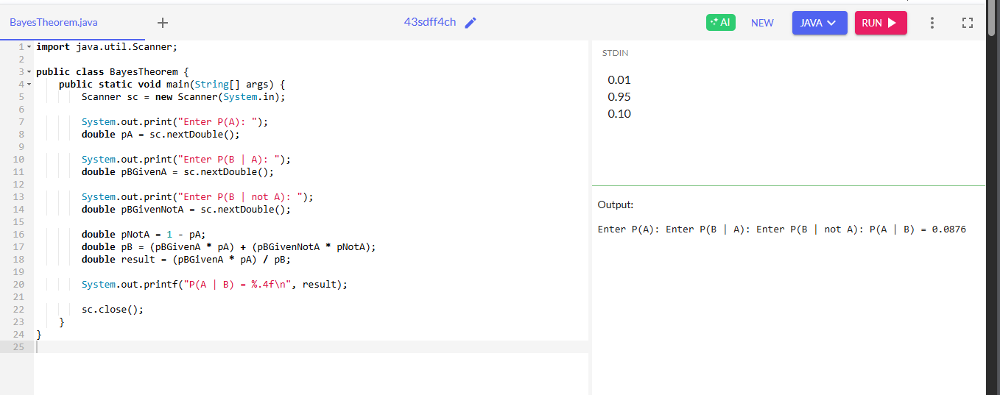 BayesTheorem.java + 43sdff4ch AI NEW JAVA RUN
1 import java.util.Scanner;
2
3 public class BayesTheorem {
4     public static void main(String[] args) {
5         Scanner sc = new Scanner(System.in);
6
7         System.out.print("Enter P(A): ");
8         double pA = sc.nextDouble();
9
10         System.out.print("Enter P(B | A): ");
11         double pBGivenA = sc.nextDouble();
12
13         System.out.print("Enter P(B | not A): ");
14         double pBGivenNotA = sc.nextDouble();
15
16         double pNotA = 1 - pA;
17         double pB = (pBGivenA * pA) + (pBGivenNotA * pNotA);
18         double result = (pBGivenA * pA) / pB;
19
20         System.out.printf("P(A | B) = %.4f\n", result);
21
22         sc.close();
23     }
24 }
25
STDIN
0.01
0.95
0.10
Output:
Enter P(A): Enter P(B | A): Enter P(B | not A): P(A | B) = 0.0876